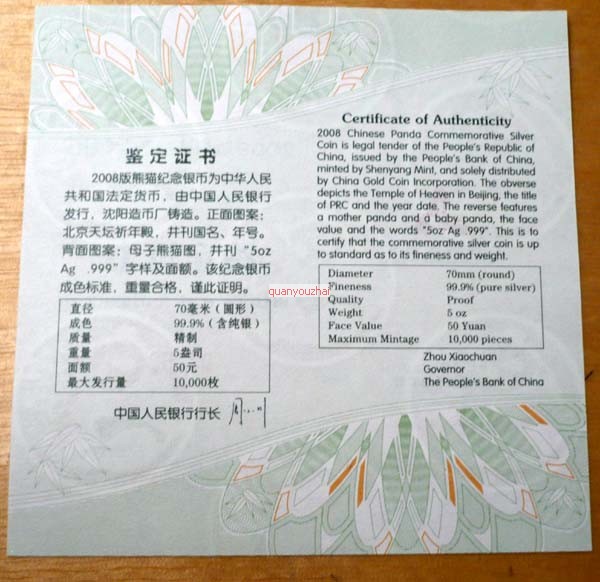 鉴定证书
2008版熊猫纪念银币为中华人民
共和国法定货币，由中国人民银行
发行，沈阳造币厂铸造。正面图案：
北京天坛祈年殿，并刊国名、年号。
背面图案：母子熊猫图，并刊“5oz
Ag .999”字样及面额。该纪念银币
成色标准，重量合格，谨此证明。
直径 70毫米（圆形）
成色 99.9%（含纯银）
质量 精制
重量 5盎司
面额 50元
最大发行量 10,000枚
中国人民银行行长
Certificate of Authenticity
2008 Chinese Panda Commemorative Silver
Coin is legal tender of the People's Republic of
China, issued by the People's Bank of China,
minted by Shenyang Mint, and solely distributed
by China Gold Coin Incorporation. The obverse
depicts the Temple of Heaven in Beijing, the title
of PRC and the year date. The reverse features
a mother panda and a baby panda, the face
value and the words "5oz Ag .999". This is to
certify that the commemorative silver coin is up
to standard as to its fineness and weight.
Diameter 70mm (round)
Fineness 99.9% (pure silver)
Quality Proof
Weight 5 oz
Face Value 50 Yuan
Maximum Mintage 10,000 pieces
Zhou Xiaochuan
Governor
The People's Bank of China
quanyouzhai